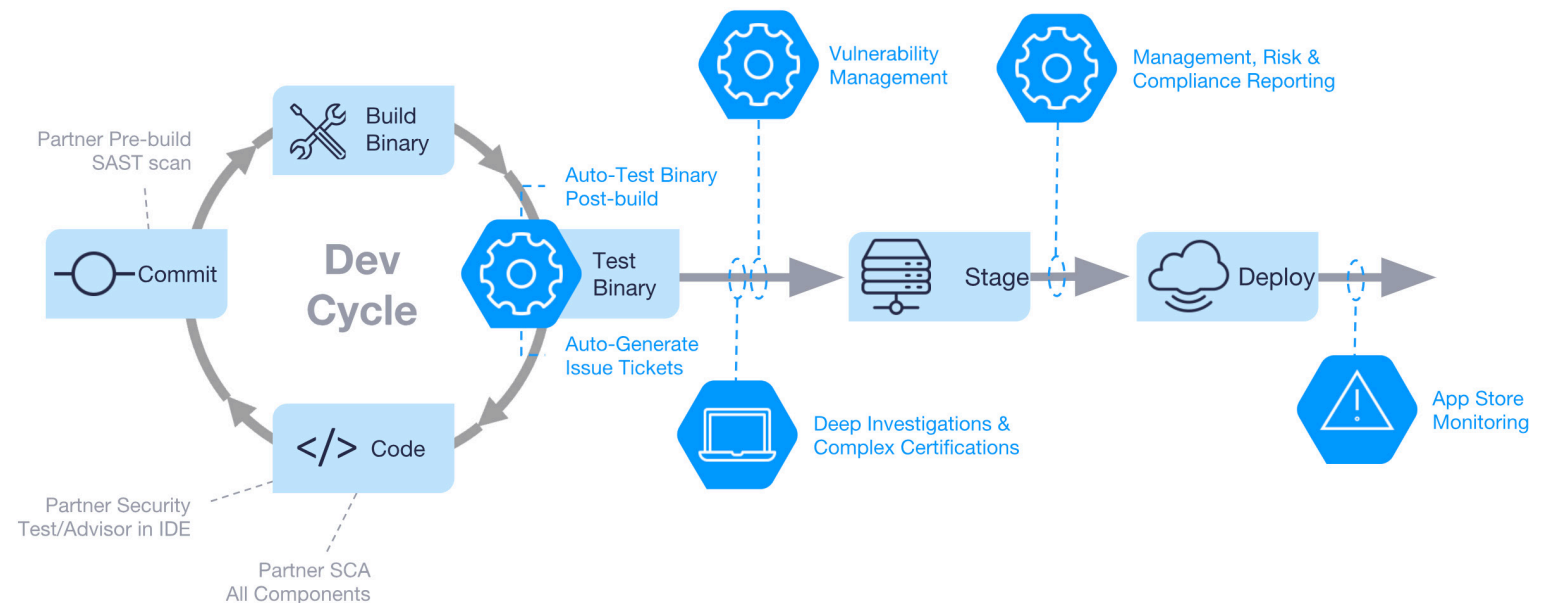 Partner Pre-build
SAST scan
Build
Binary
Vulnerability
Management
Management, Risk &
Compliance Reporting
Auto-Test Binary
Post-build
Commit
Dev
Cycle
Test
Binary
Stage
Deploy
Auto-Generate
Issue Tickets
</> Code
Deep Investigations &
Complex Certifications
App Store
Monitoring
Partner Security
Test/Advisor in IDE
Partner SCA
All Components